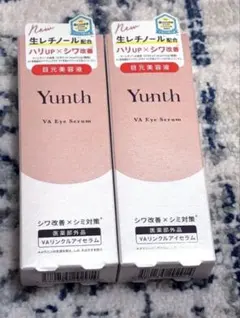 New
生レチノール配合
ハリUP×シワ改善
目元美容液
Yunth
VA Eye Serum
シワ改善×シミ対策
医薬部外品
VAリンクルアイセラム
New
生レチノール配合
ハリUP×シワ改善
目元美容液
Yunth
VA Eye Serum
シワ改善×シミ対策
医薬部外品
VAリンクルアイセラム